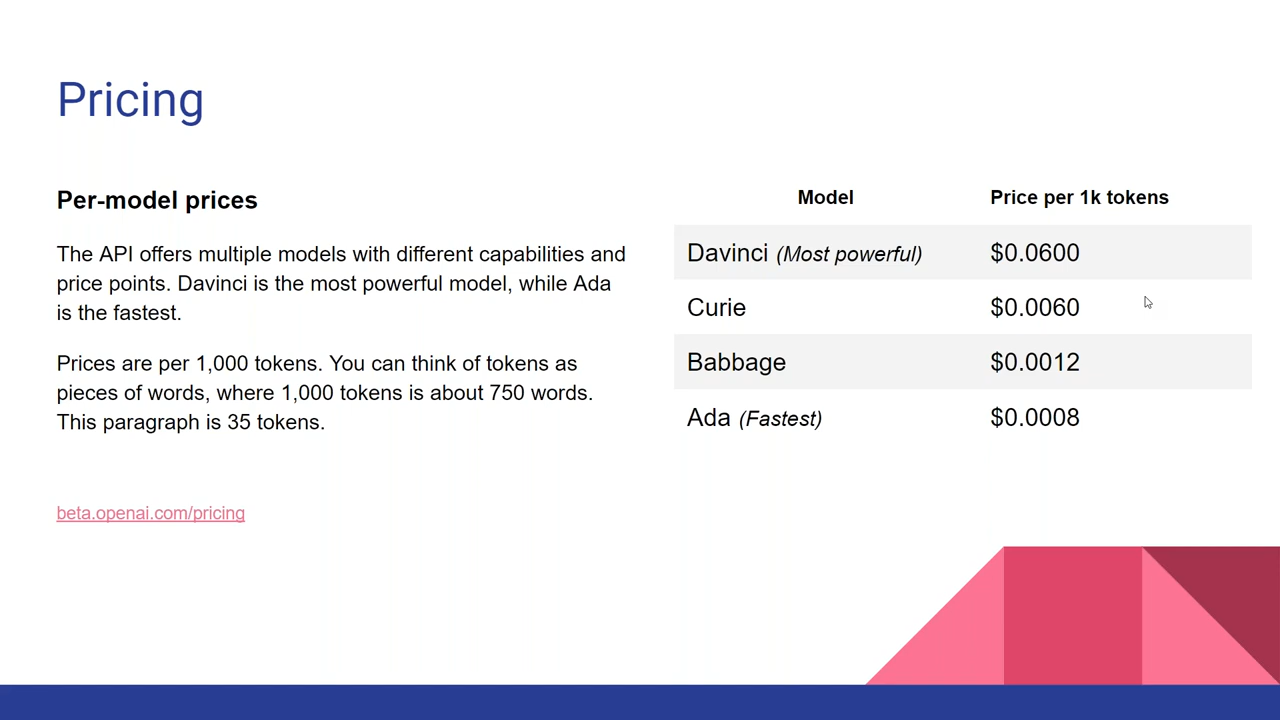 Pricing
Per-model prices
The API offers multiple models with different capabilities and
price points. Davinci is the most powerful model, while Ada
is the fastest.
Prices are per 1,000 tokens. You can think of tokens as
pieces of words, where 1,000 tokens is about 750 words.
This paragraph is 35 tokens.
beta.openai.com/pricing
Model Price per 1k tokens
Davinci (Most powerful) $0.0600
Curie $0.0060
Babbage $0.0012
Ada (Fastest) $0.0008